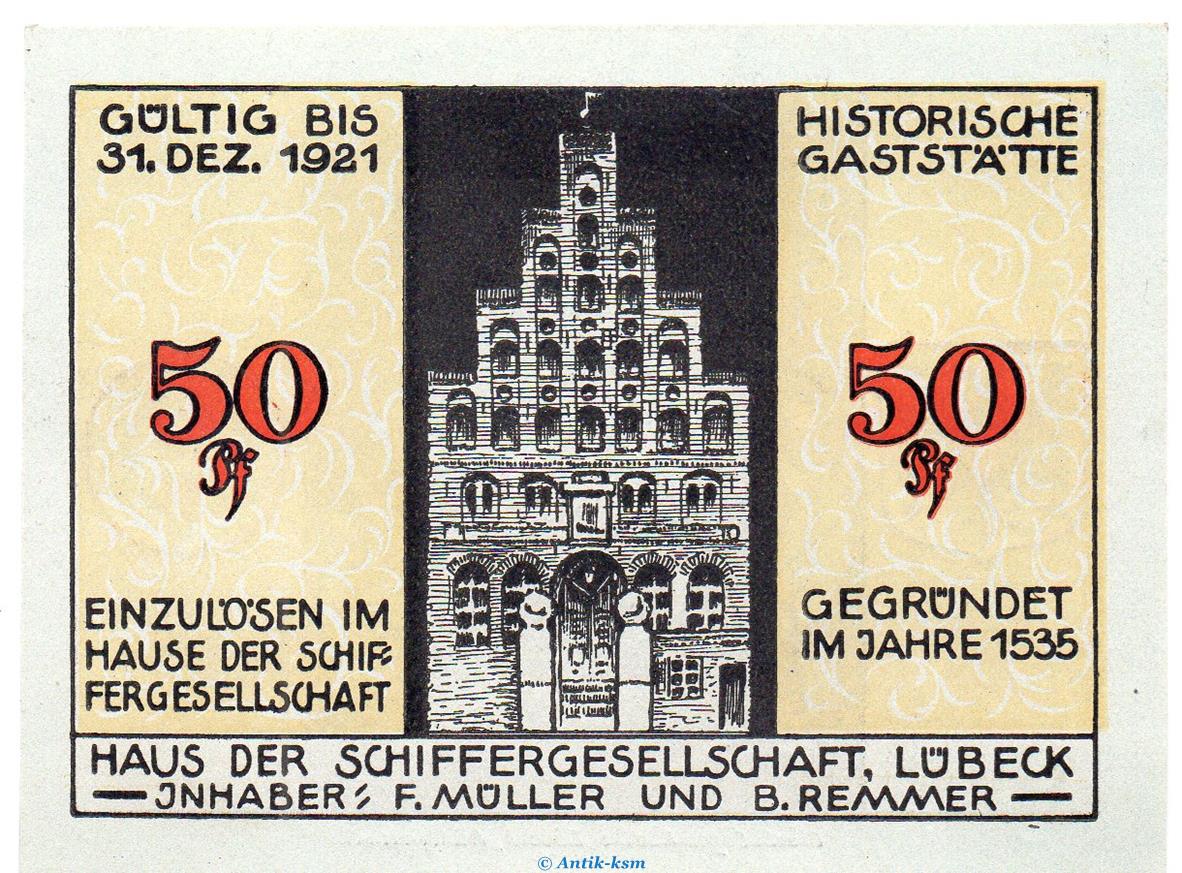 GÜLTIG BIS
31. DEZ. 1921
50
Pf
EINZULÖSEN IM
HAUSE DER SCHIF=
FERGESELLSCHAFT
HISTORISCHE
GASTSTÄTTE
50
Pf
GEGRÜNDET
IM JAHRE 1535
HAUS DER SCHIFFERGESELLSCHAFT, LÜBECK
— INHABER: F. MÜLLER UND B. REMMER —
© Antik-ksm